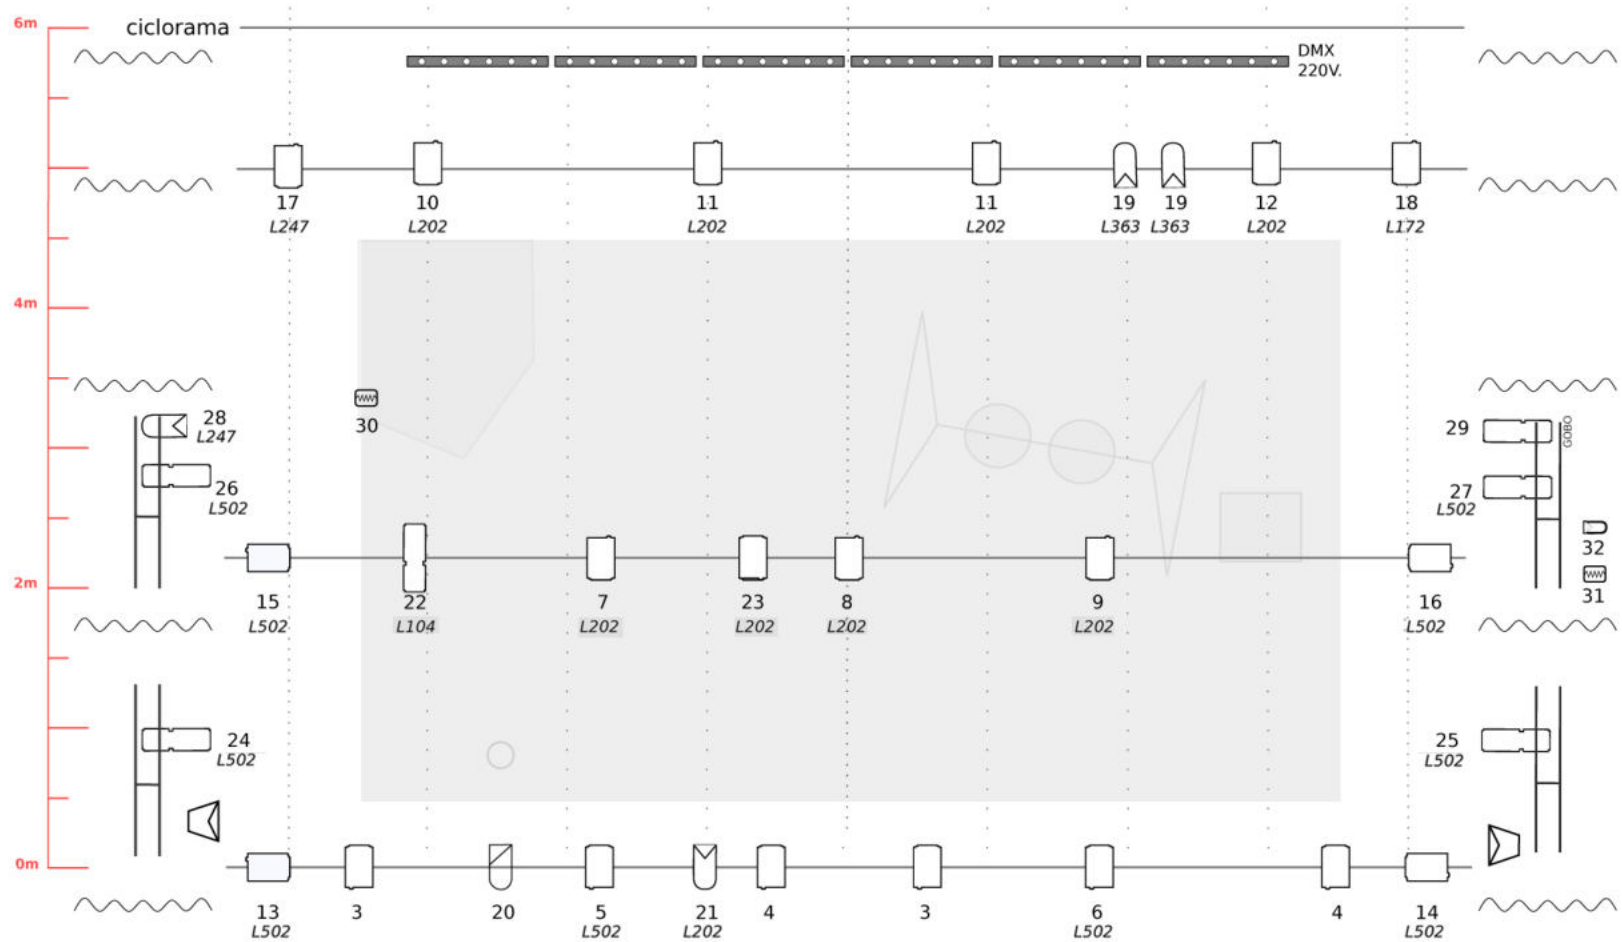 6m
ciclorama
DMX
220V.
17 10 11 11 19 19 12 18
L247 L202 L202 L202 L363 L363 L202 L172
4m
30
28
L247
26
L502
29
GOBO
27
L502
32
31
2m
15 22 7 23 8 9 16
L502 L104 L202 L202 L202 L202 L502
24
L502
25
L502
0m
13 3 20 5 21 4 3 6 4 14
L502 L502 L202 L502 L502